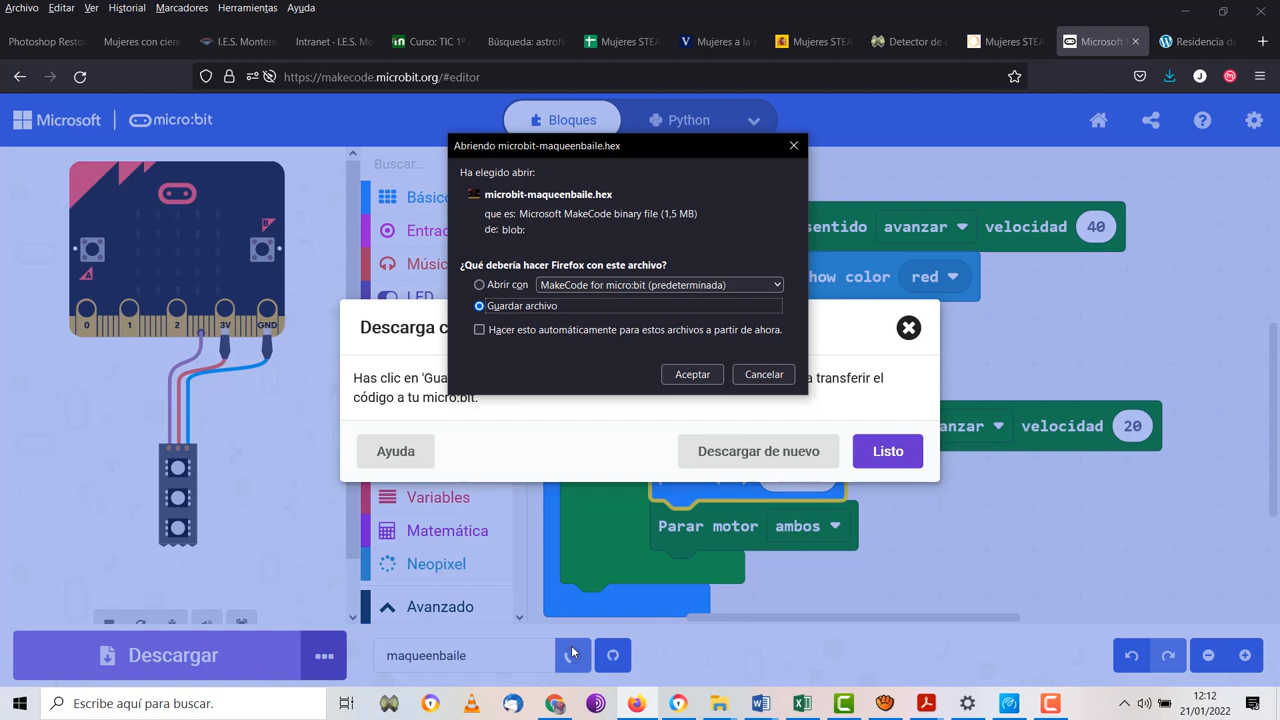 Archivo Editar Ver Historial Marcadores Herramientas Ayuda
Photoshop Resto Mujeres con cienc I.E.S. Montern Intranet - I.E.S. Mo Curso: TIC 1º Búsqueda: astrofí Mujeres STEA Mujeres a la Mujeres STEA Detector de c Mujeres STEA Microsoft Residencia de
https://makecode.microbit.org/#editor
Microsoft micro:bit Bloques Python
Abriendo microbit-maqueenbaile.hex
Ha elegido abrir:
microbit-maqueenbaile.hex
que es: Microsoft MakeCode binary file (1,5 MB)
de: blob:
¿Qué debería hacer Firefox con este archivo?
Abrir con MakeCode for micro:bit (predeterminada)
Guardar archivo
Hacer esto automáticamente para estos archivos a partir de ahora.
Aceptar Cancelar
Buscar...
Básico
Entrad
Músic
LED
sentido avanzar velocidad 40
how color red
Descarga c
Has clic en 'Gua a transferir el
código a tu micro:bit.
Ayuda Descargar de nuevo Listo
anzar velocidad 20
Variables
Matemática
Neopixel
Avanzado
Parar motor ambos
A
B
0 1 2 3V GND
Descargar
maqueenbaile
Escribe aquí para buscar.
12:12
21/01/2022